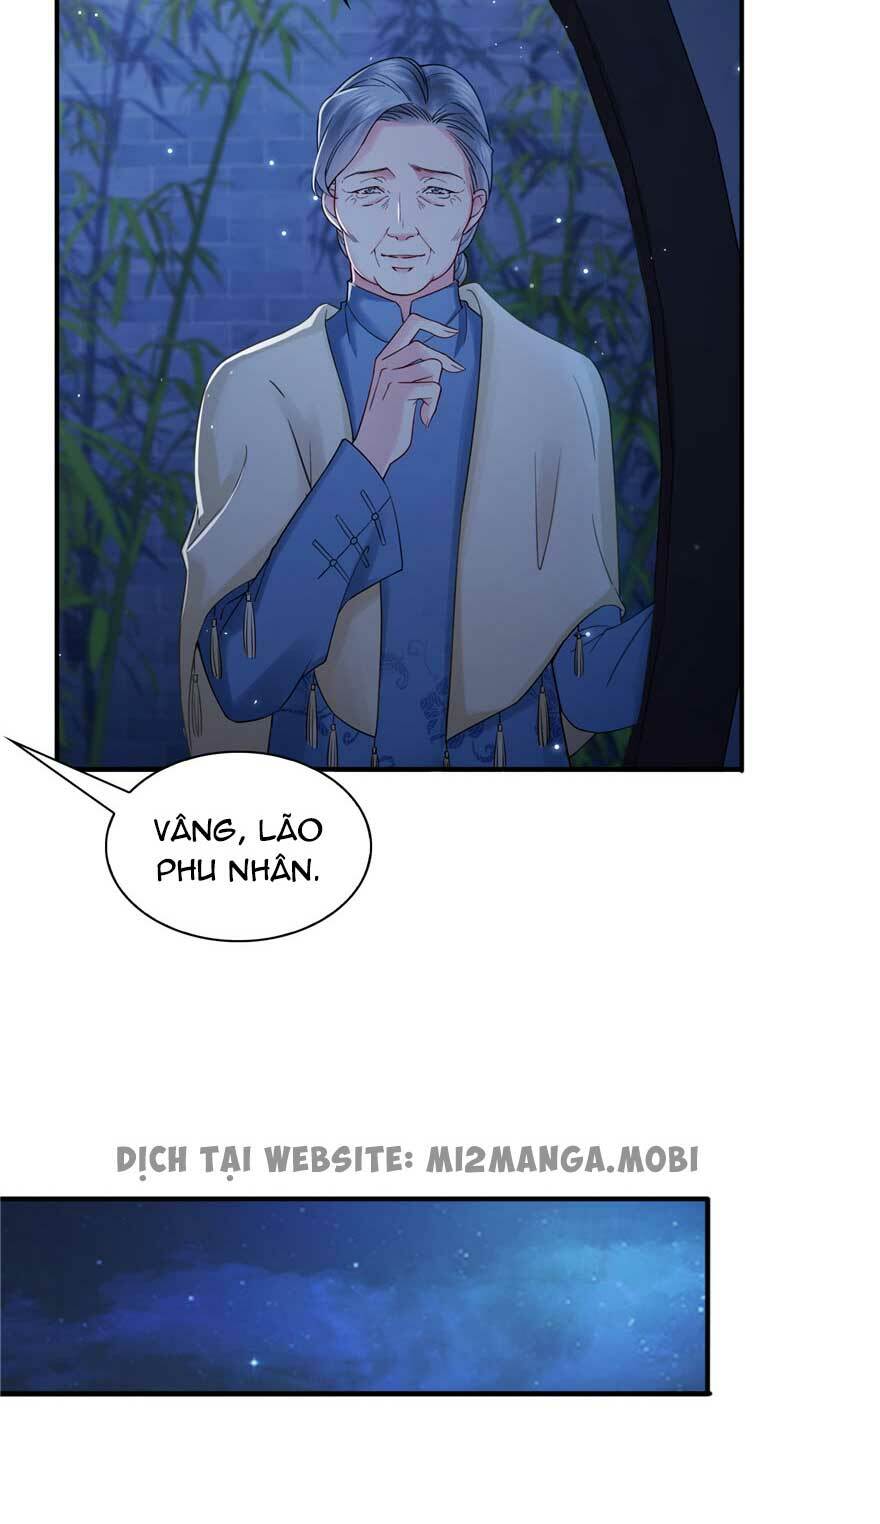 VÂNG, LÃO
PHU NHÂN.
DỊCH TẠI WEBSITE: MI2MANGA.MOBI